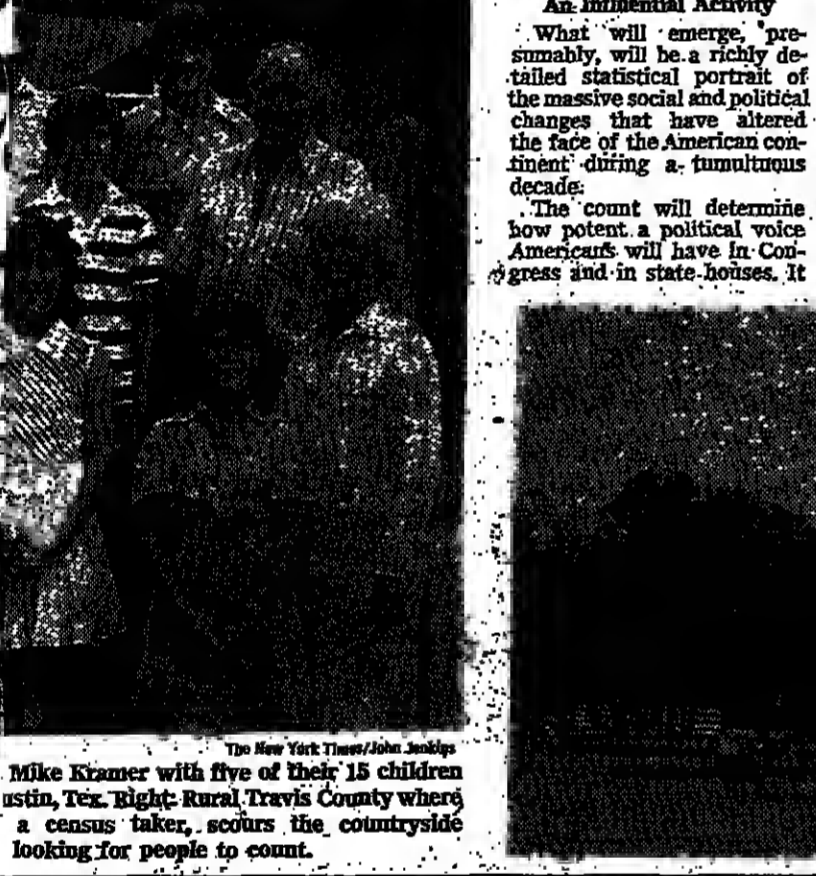 An Influential Activity
What will emerge, pre-
sumably, will be a richly de-
tailed statistical portrait of
the massive social and political
changes that have altered
the face of the American con-
tinent during a tumultuous
decade.
The count will determine
how potent a political voice
Americans will have in Con-
gress and in state houses. It
The New York Times/John Jenkins
Mike Kramer with five of their 15 children
ustin, Tex. Right: Rural Travis County where
a census taker, scours the countryside
looking for people to count.